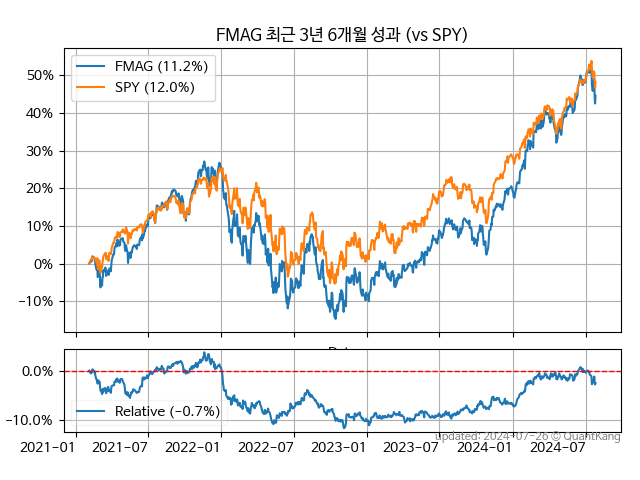 FMAG 최근 3년 6개월 성과 (vs SPY)
FMAG (11.2%)
SPY (12.0%)
50%
40%
30%
20%
10%
0%
−10%
0.0%
−10.0%
Relative (−0.7%)
2021-01 2021-07 2022-01 2022-07 2023-01 2023-07 2024-01 2024-07
Updated: 2024-07-26 © QuantKang